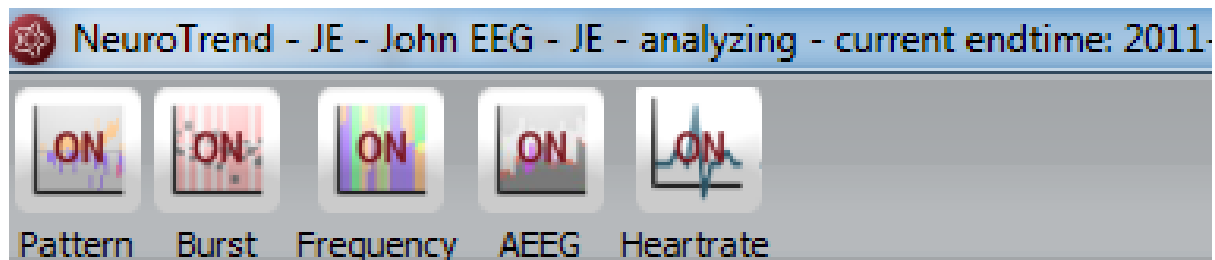 NeuroTrend - JE - John EEG - JE - analyzing - current endtime: 2011-
ON ON ON ON ON
Pattern Burst Frequency AEEG Heartrate